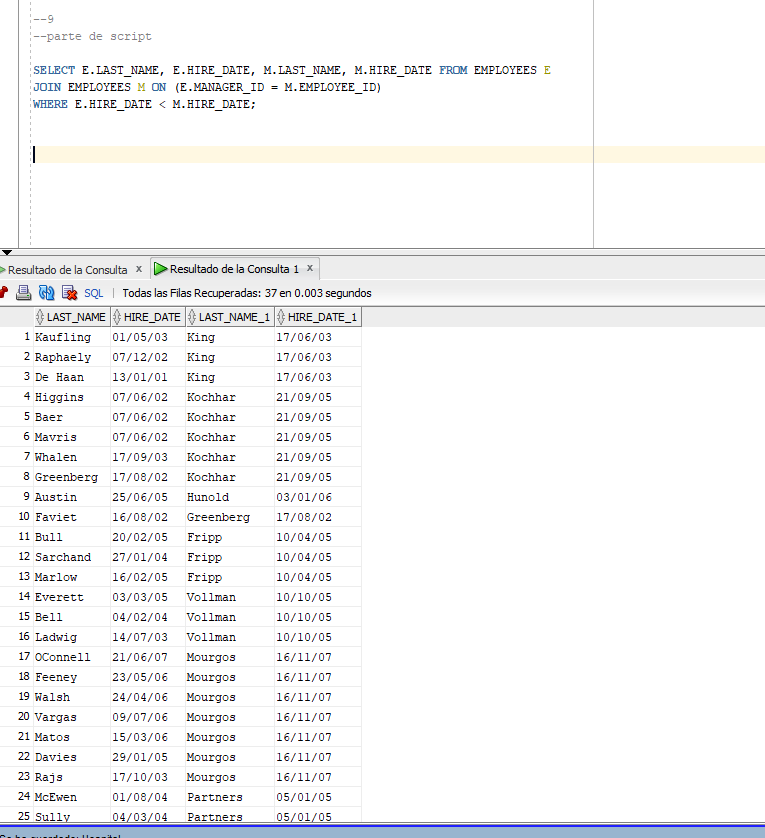 --9
--parte de script
SELECT E.LAST_NAME, E.HIRE_DATE, M.LAST_NAME, M.HIRE_DATE FROM EMPLOYEES E
JOIN EMPLOYEES M ON (E.MANAGER_ID = M.EMPLOYEE_ID)
WHERE E.HIRE_DATE < M.HIRE_DATE;
Resultado de la Consulta x Resultado de la Consulta 1 x
SQL | Todas las Filas Recuperadas: 37 en 0.003 segundos
LAST_NAME HIRE_DATE LAST_NAME_1 HIRE_DATE_1
1 Kaufling 01/05/03 King 17/06/03
2 Raphaely 07/12/02 King 17/06/03
3 De Haan 13/01/01 King 17/06/03
4 Higgins 07/06/02 Kochhar 21/09/05
5 Baer 07/06/02 Kochhar 21/09/05
6 Mavris 07/06/02 Kochhar 21/09/05
7 Whalen 17/09/03 Kochhar 21/09/05
8 Greenberg 17/08/02 Kochhar 21/09/05
9 Austin 25/06/05 Hunold 03/01/06
10 Faviet 16/08/02 Greenberg 17/08/02
11 Bull 20/02/05 Fripp 10/04/05
12 Sarchand 27/01/04 Fripp 10/04/05
13 Marlow 16/02/05 Fripp 10/04/05
14 Everett 03/03/05 Vollman 10/10/05
15 Bell 04/02/04 Vollman 10/10/05
16 Ladwig 14/07/03 Vollman 10/10/05
17 OConnell 21/06/07 Mourgos 16/11/07
18 Feeney 23/05/06 Mourgos 16/11/07
19 Walsh 24/04/06 Mourgos 16/11/07
20 Vargas 09/07/06 Mourgos 16/11/07
21 Matos 15/03/06 Mourgos 16/11/07
22 Davies 29/01/05 Mourgos 16/11/07
23 Rajs 17/10/03 Mourgos 16/11/07
24 McEwen 01/08/04 Partners 05/01/05
25 Sully 04/03/04 Partners 05/01/05